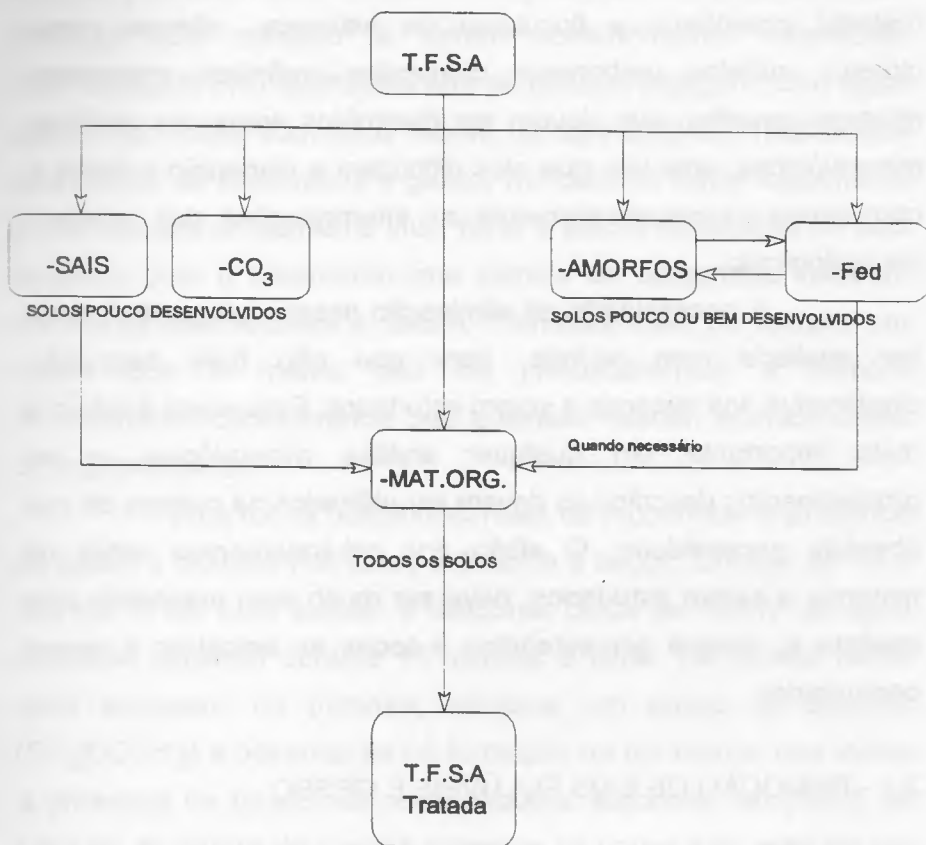 T.F.S.A
-SAIS
-CO3
-AMORFOS
-Fed
SOLOS POUCO DESENVOLVIDOS
SOLOS POUCO OU BEM DESENVOLVIDOS
Quando necessário
-MAT.ORG.
TODOS OS SOLOS
T.F.S.A
Tratada